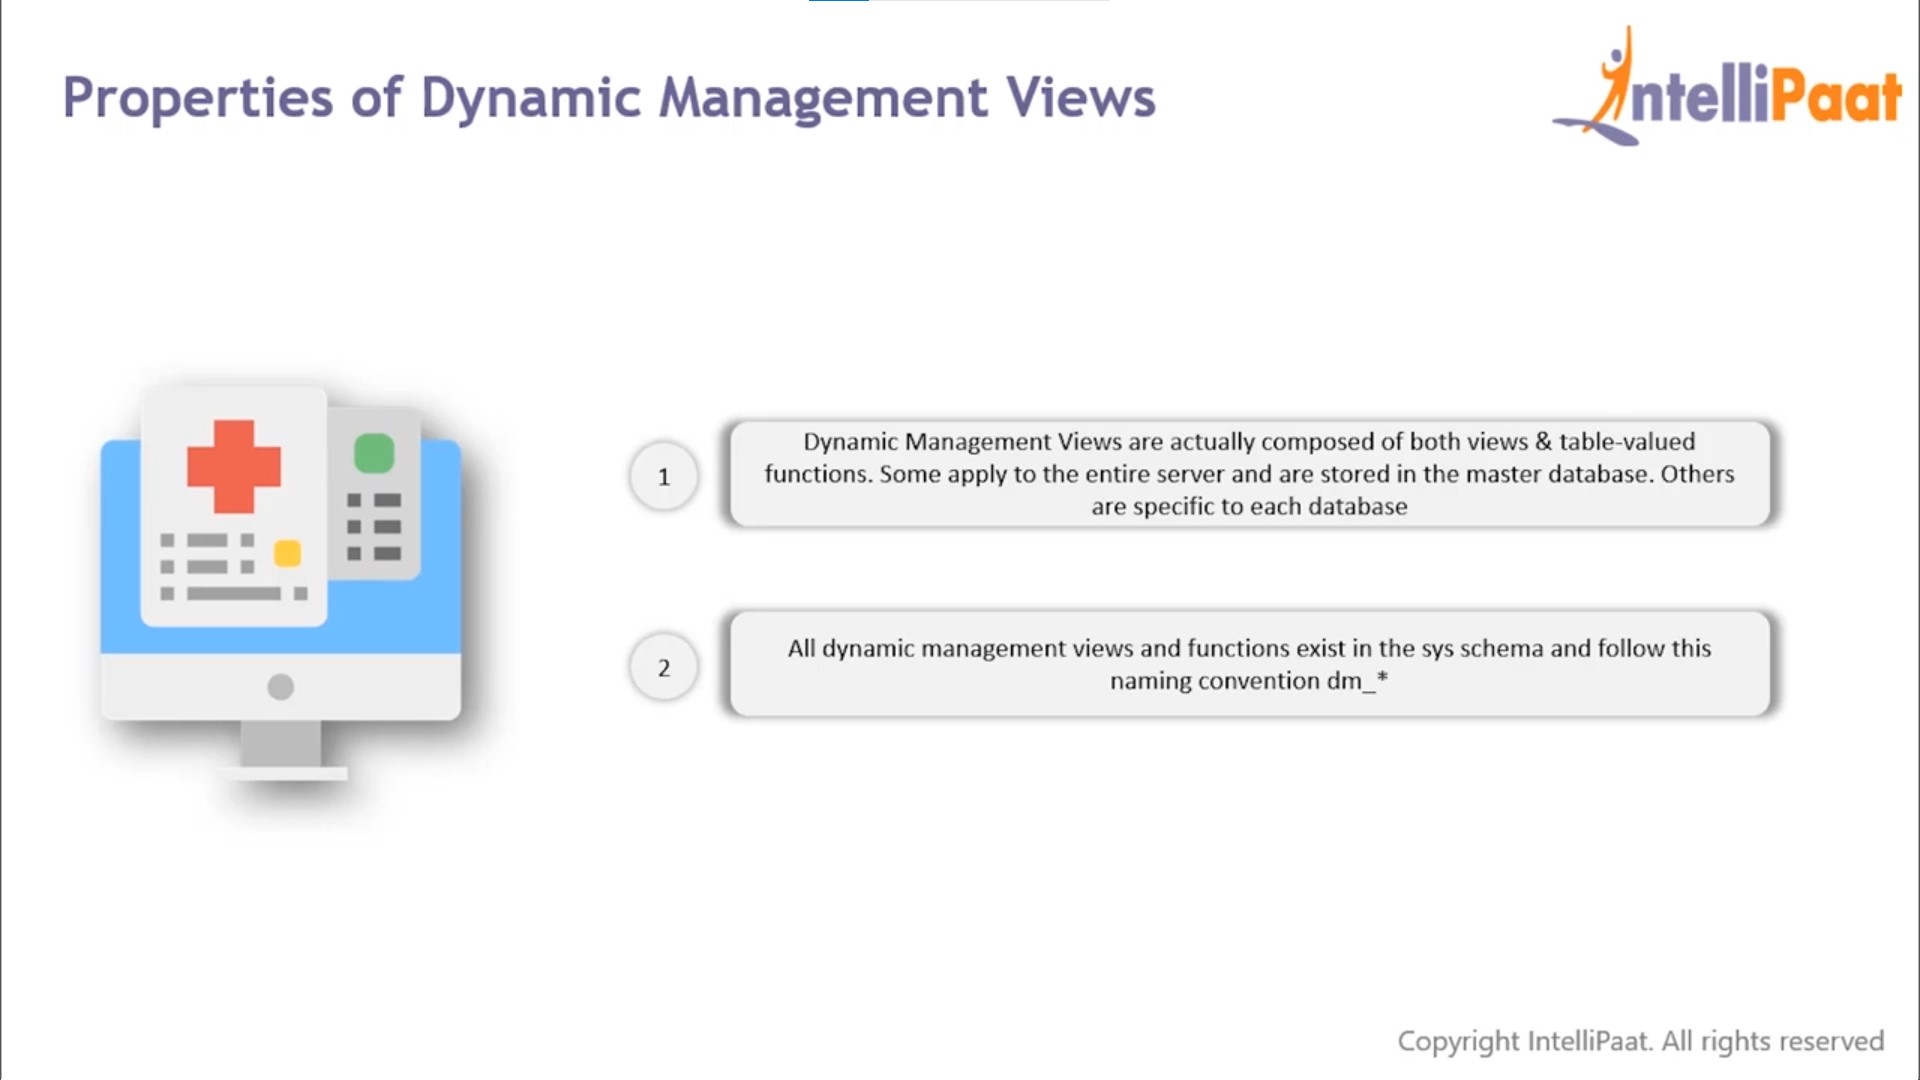 Properties of Dynamic Management Views
IntelliPaat
1
Dynamic Management Views are actually composed of both views & table-valued
functions. Some apply to the entire server and are stored in the master database. Others
are specific to each database
2
All dynamic management views and functions exist in the sys schema and follow this
naming convention dm_*
Copyright IntelliPaat. All rights reserved